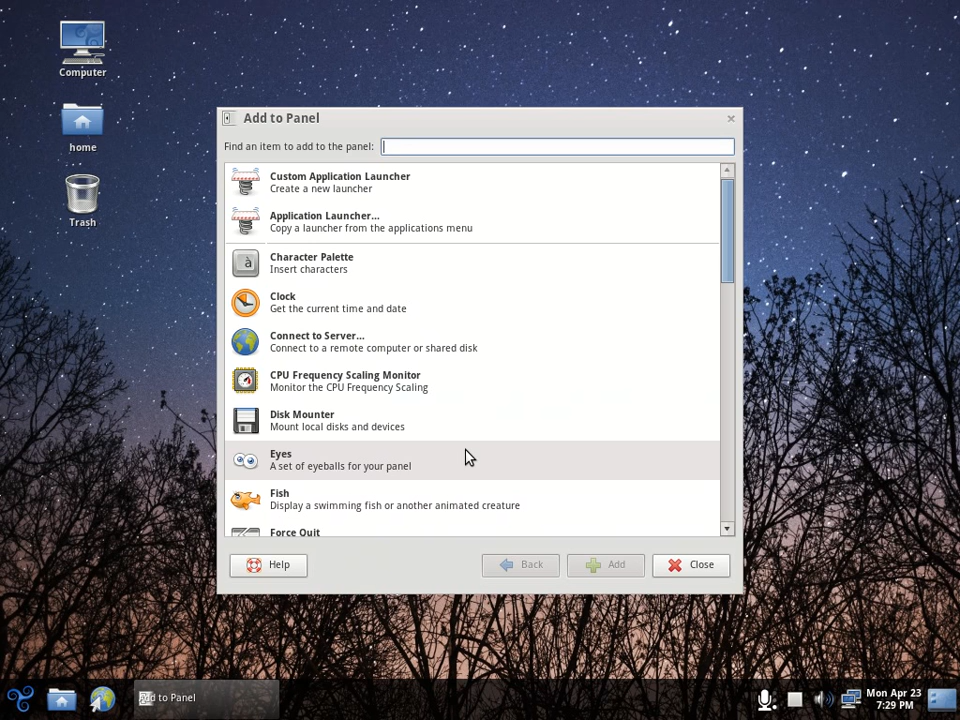 Computer
home
Trash
Add to Panel
Find an item to add to the panel:
Custom Application Launcher
Create a new launcher
Application Launcher...
Copy a launcher from the applications menu
Character Palette
Insert characters
Clock
Get the current time and date
Connect to Server...
Connect to a remote computer or shared disk
CPU Frequency Scaling Monitor
Monitor the CPU Frequency Scaling
Disk Mounter
Mount local disks and devices
Eyes
A set of eyeballs for your panel
Fish
Display a swimming fish or another animated creature
Force Quit
Help
Back
Add
Close
Add to Panel
Mon Apr 23
7:29 PM